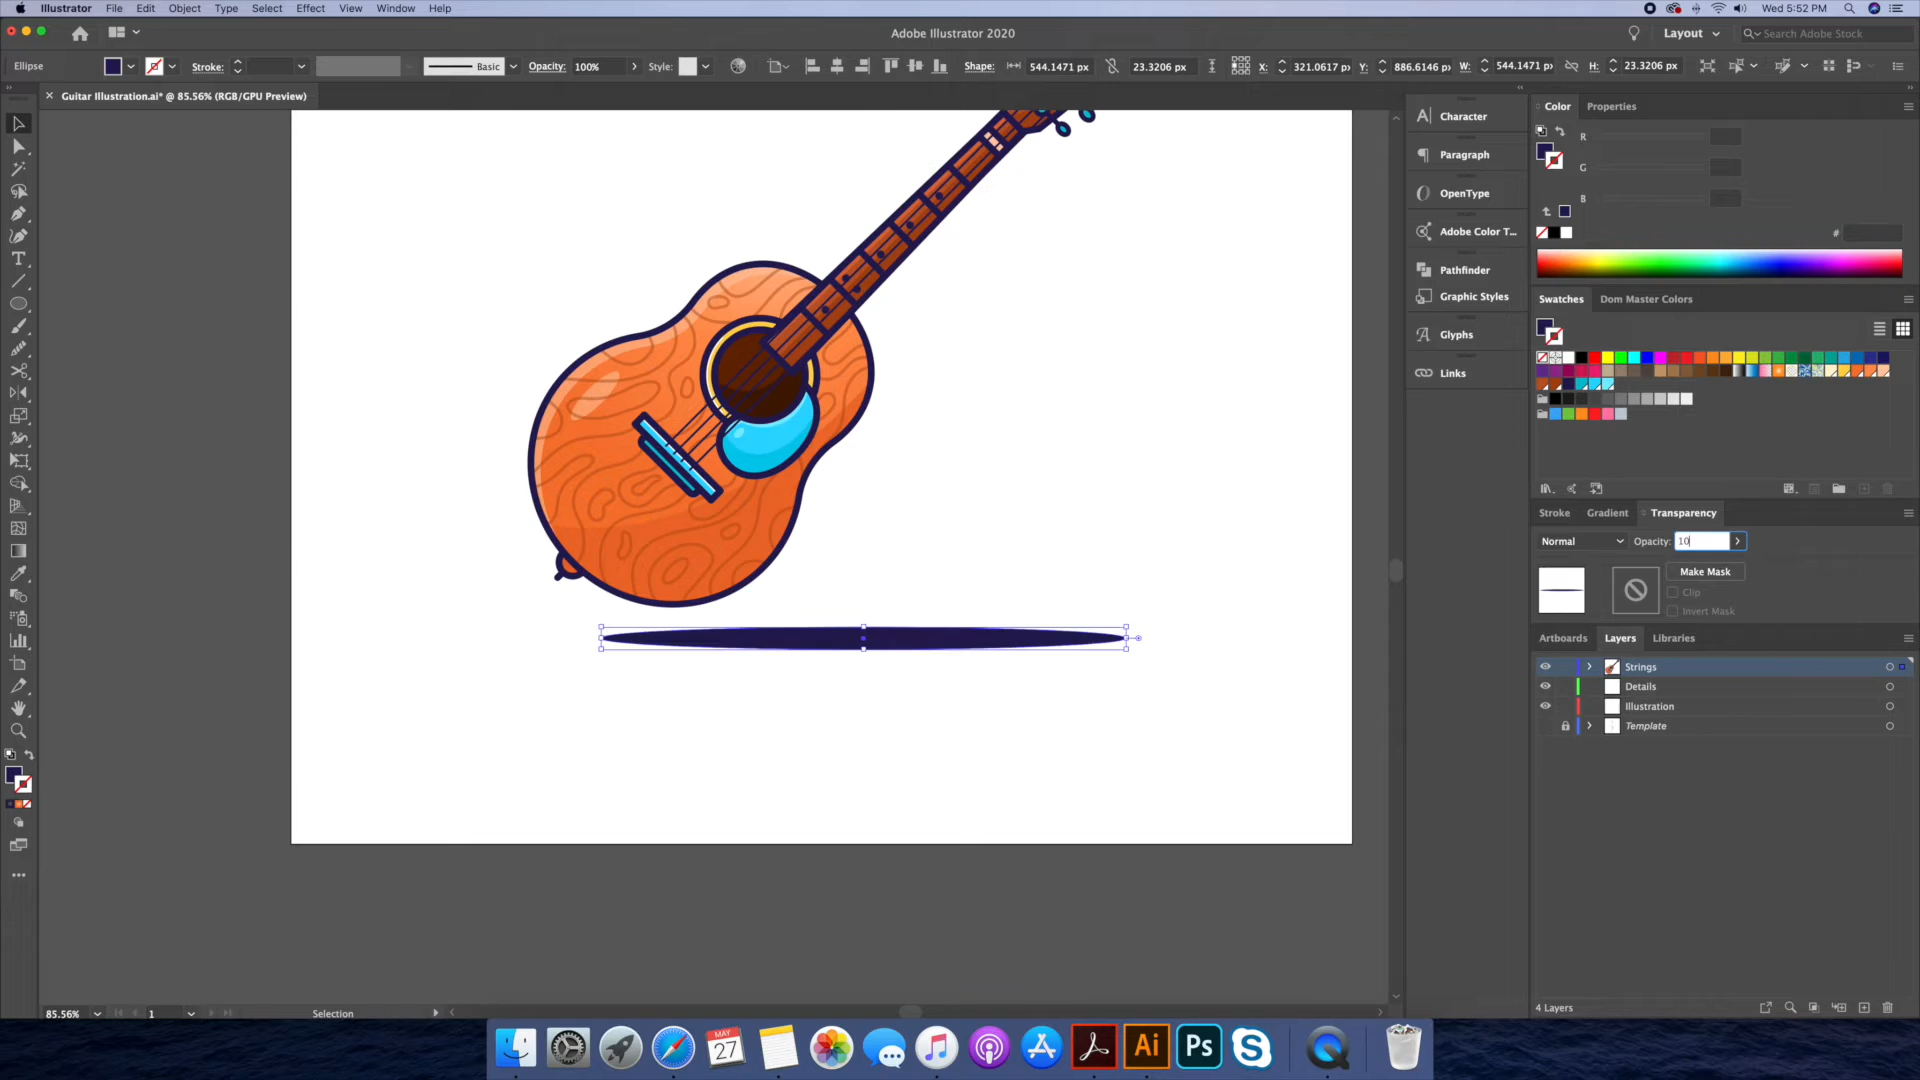 Illustrator File Edit Object Type Select Effect View Window Help Wed 5:52 PM
Adobe Illustrator 2020 Layout Search Adobe Stock
Ellipse Stroke: Basic Opacity: 100% Style: Shape: 544.1471 px 23.3206 px X: 321.0617 px Y: 886.6146 px W: 544.1471 px H: 23.3206 px
Guitar Illustration.ai* @ 85.56% (RGB/GPU Preview)
Character
Paragraph
OpenType
Adobe Color T...
Pathfinder
Graphic Styles
Glyphs
Links
Color Properties
R
G
B
#
Swatches Dom Master Colors
Stroke Gradient Transparency
Normal Opacity: 10
Make Mask
Clip
Invert Mask
Artboards Layers Libraries
Strings
Details
Illustration
Template
4 Layers
85.56% 1 Selection
MAY
27
Ai
Ps